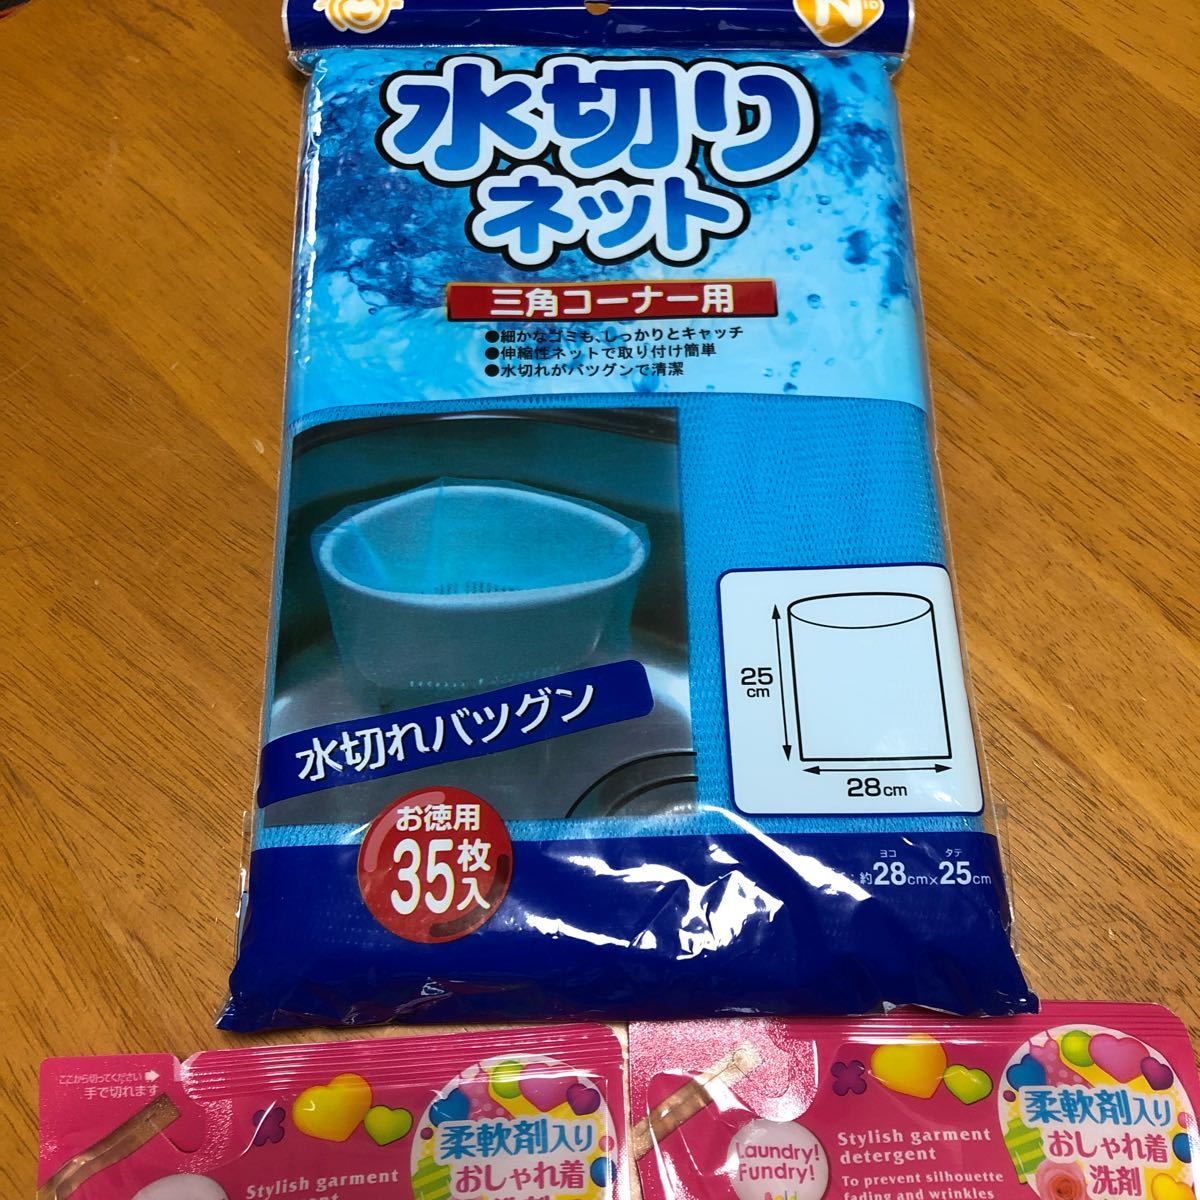 N
ID
水切り
ネット
三角コーナー用
●細かなゴミも、しっかりとキャッチ
●伸縮性ネットで取り付け簡単
●水切れがバツグンで清潔
水切れバツグン
25
cm
28cm
お徳用
35枚入
ヨコ タテ
:約28cm×25cm
ここから切ってください
手で切れます
柔軟剤入り
おしゃれ着
Stylish garment
Laundry!
Fundry!
Stylish garment
detergent
To prevent silhouette
fading and wrinkles
柔軟剤入り
おしゃれ着
洗剤